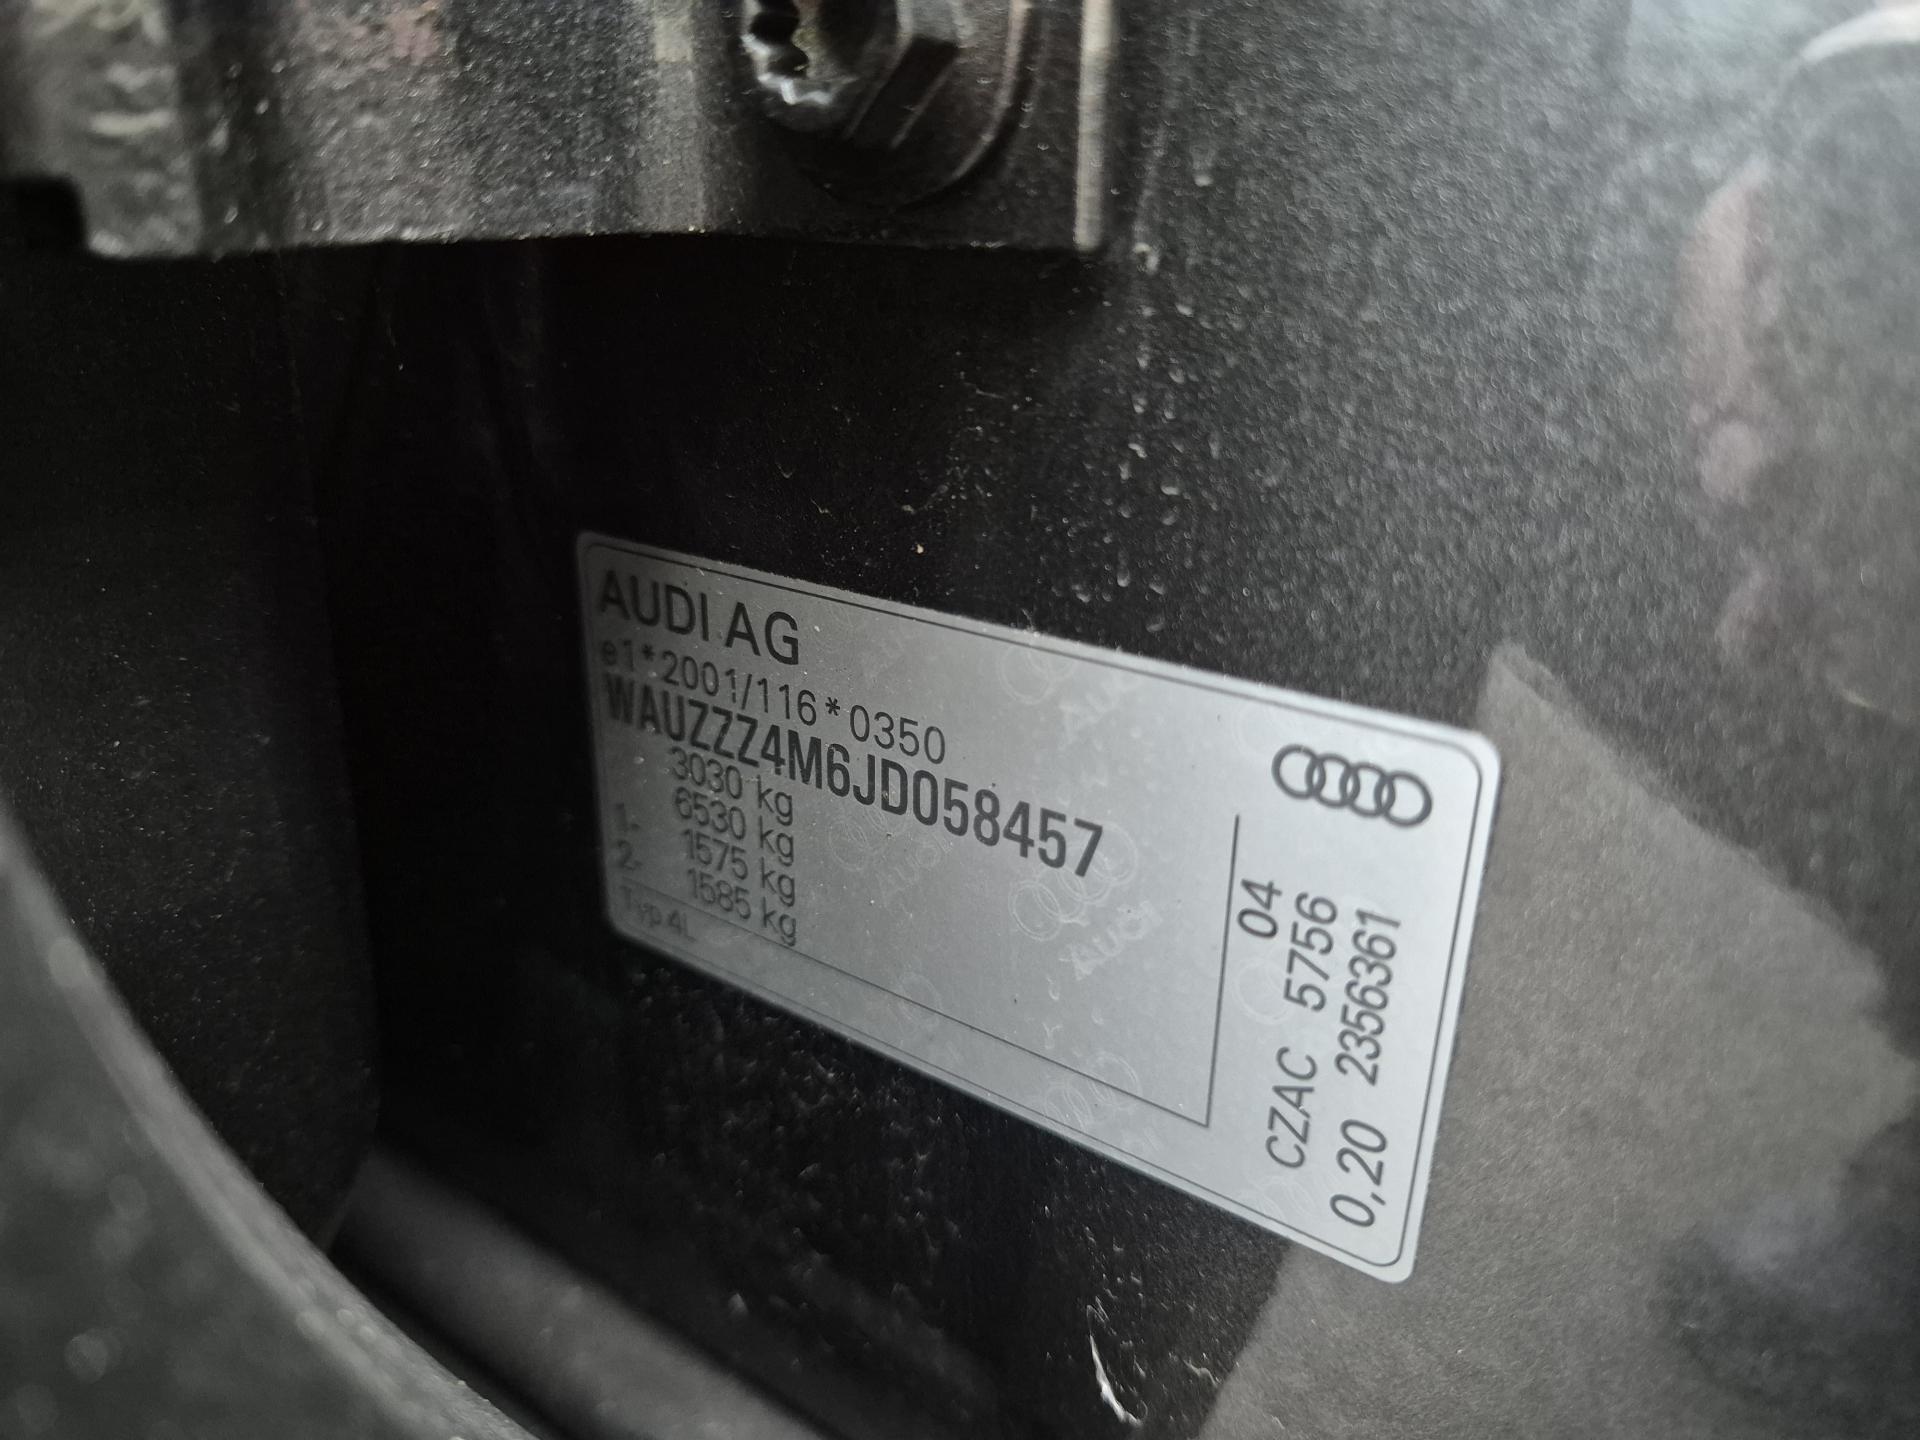 AUDI AG
e1*2001/116*0350
WAUZZZ4M6JD058457
3030 kg
6530 kg
1- 1575 kg
2- 1585 kg
Typ 4L
04
CZAC 5756
0,20 2356361